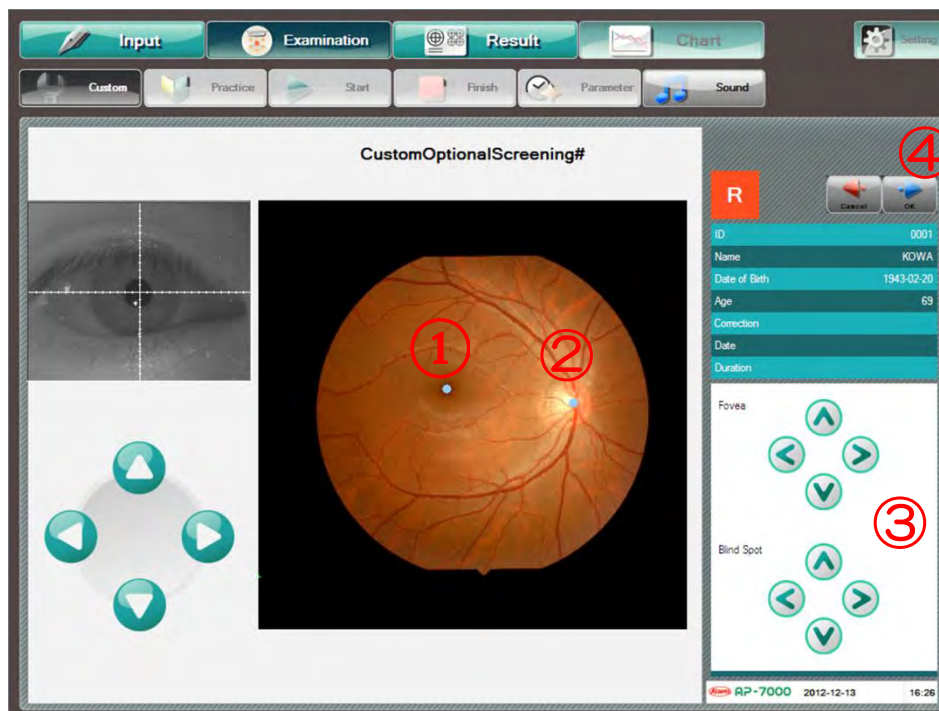 Input Examination Result Chart Setting
Custom Practice Start Finish Parameter Sound
CustomOptionalScreening#
④
R
Cancel OK
ID 0001
Name KOWA
Date of Birth 1943-02-20
Age 69
Correction
Date
Duration
①
②
Fovea
③
Blind Spot
Kowa AP-7000 2012-12-13 16:26